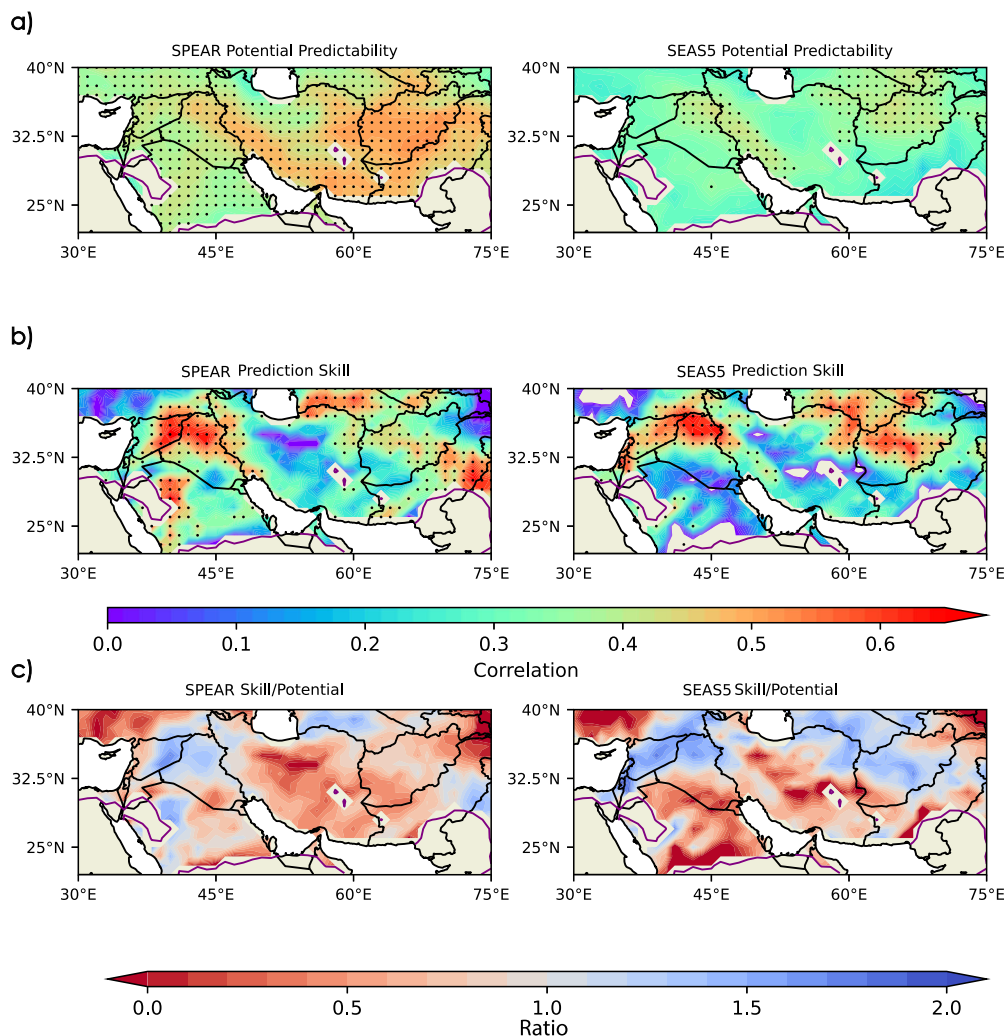 a)
SPEAR Potential Predictability
SEAS5 Potential Predictability
40°N
40°N
32.5°N
32.5°N
25°N
25°N
30°E 45°E 60°E 75°E
30°E 45°E 60°E 75°E
b)
SPEAR Prediction Skill
SEAS5 Prediction Skill
40°N
40°N
32.5°N
32.5°N
25°N
25°N
30°E 45°E 60°E 75°E
30°E 45°E 60°E 75°E
0.0 0.1 0.2 0.3 0.4 0.5 0.6
Correlation
c)
SPEAR Skill/Potential
SEAS5 Skill/Potential
40°N
40°N
32.5°N
32.5°N
25°N
25°N
30°E 45°E 60°E 75°E
30°E 45°E 60°E 75°E
0.0 0.5 1.0 1.5 2.0
Ratio